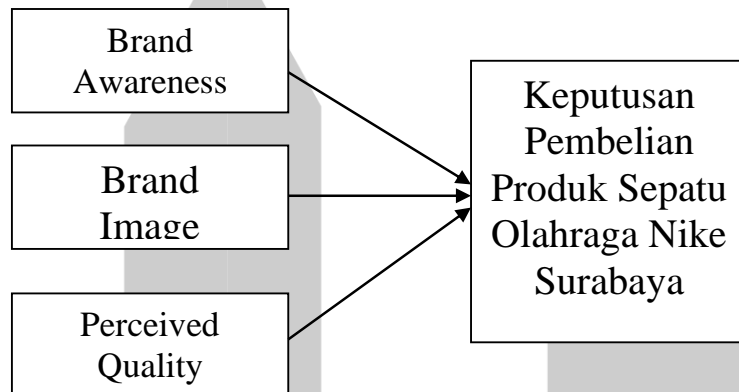 Brand
Awareness
Brand
Image
Perceived
Quality
Keputusan
Pembelian
Produk Sepatu
Olahraga Nike
Surabaya